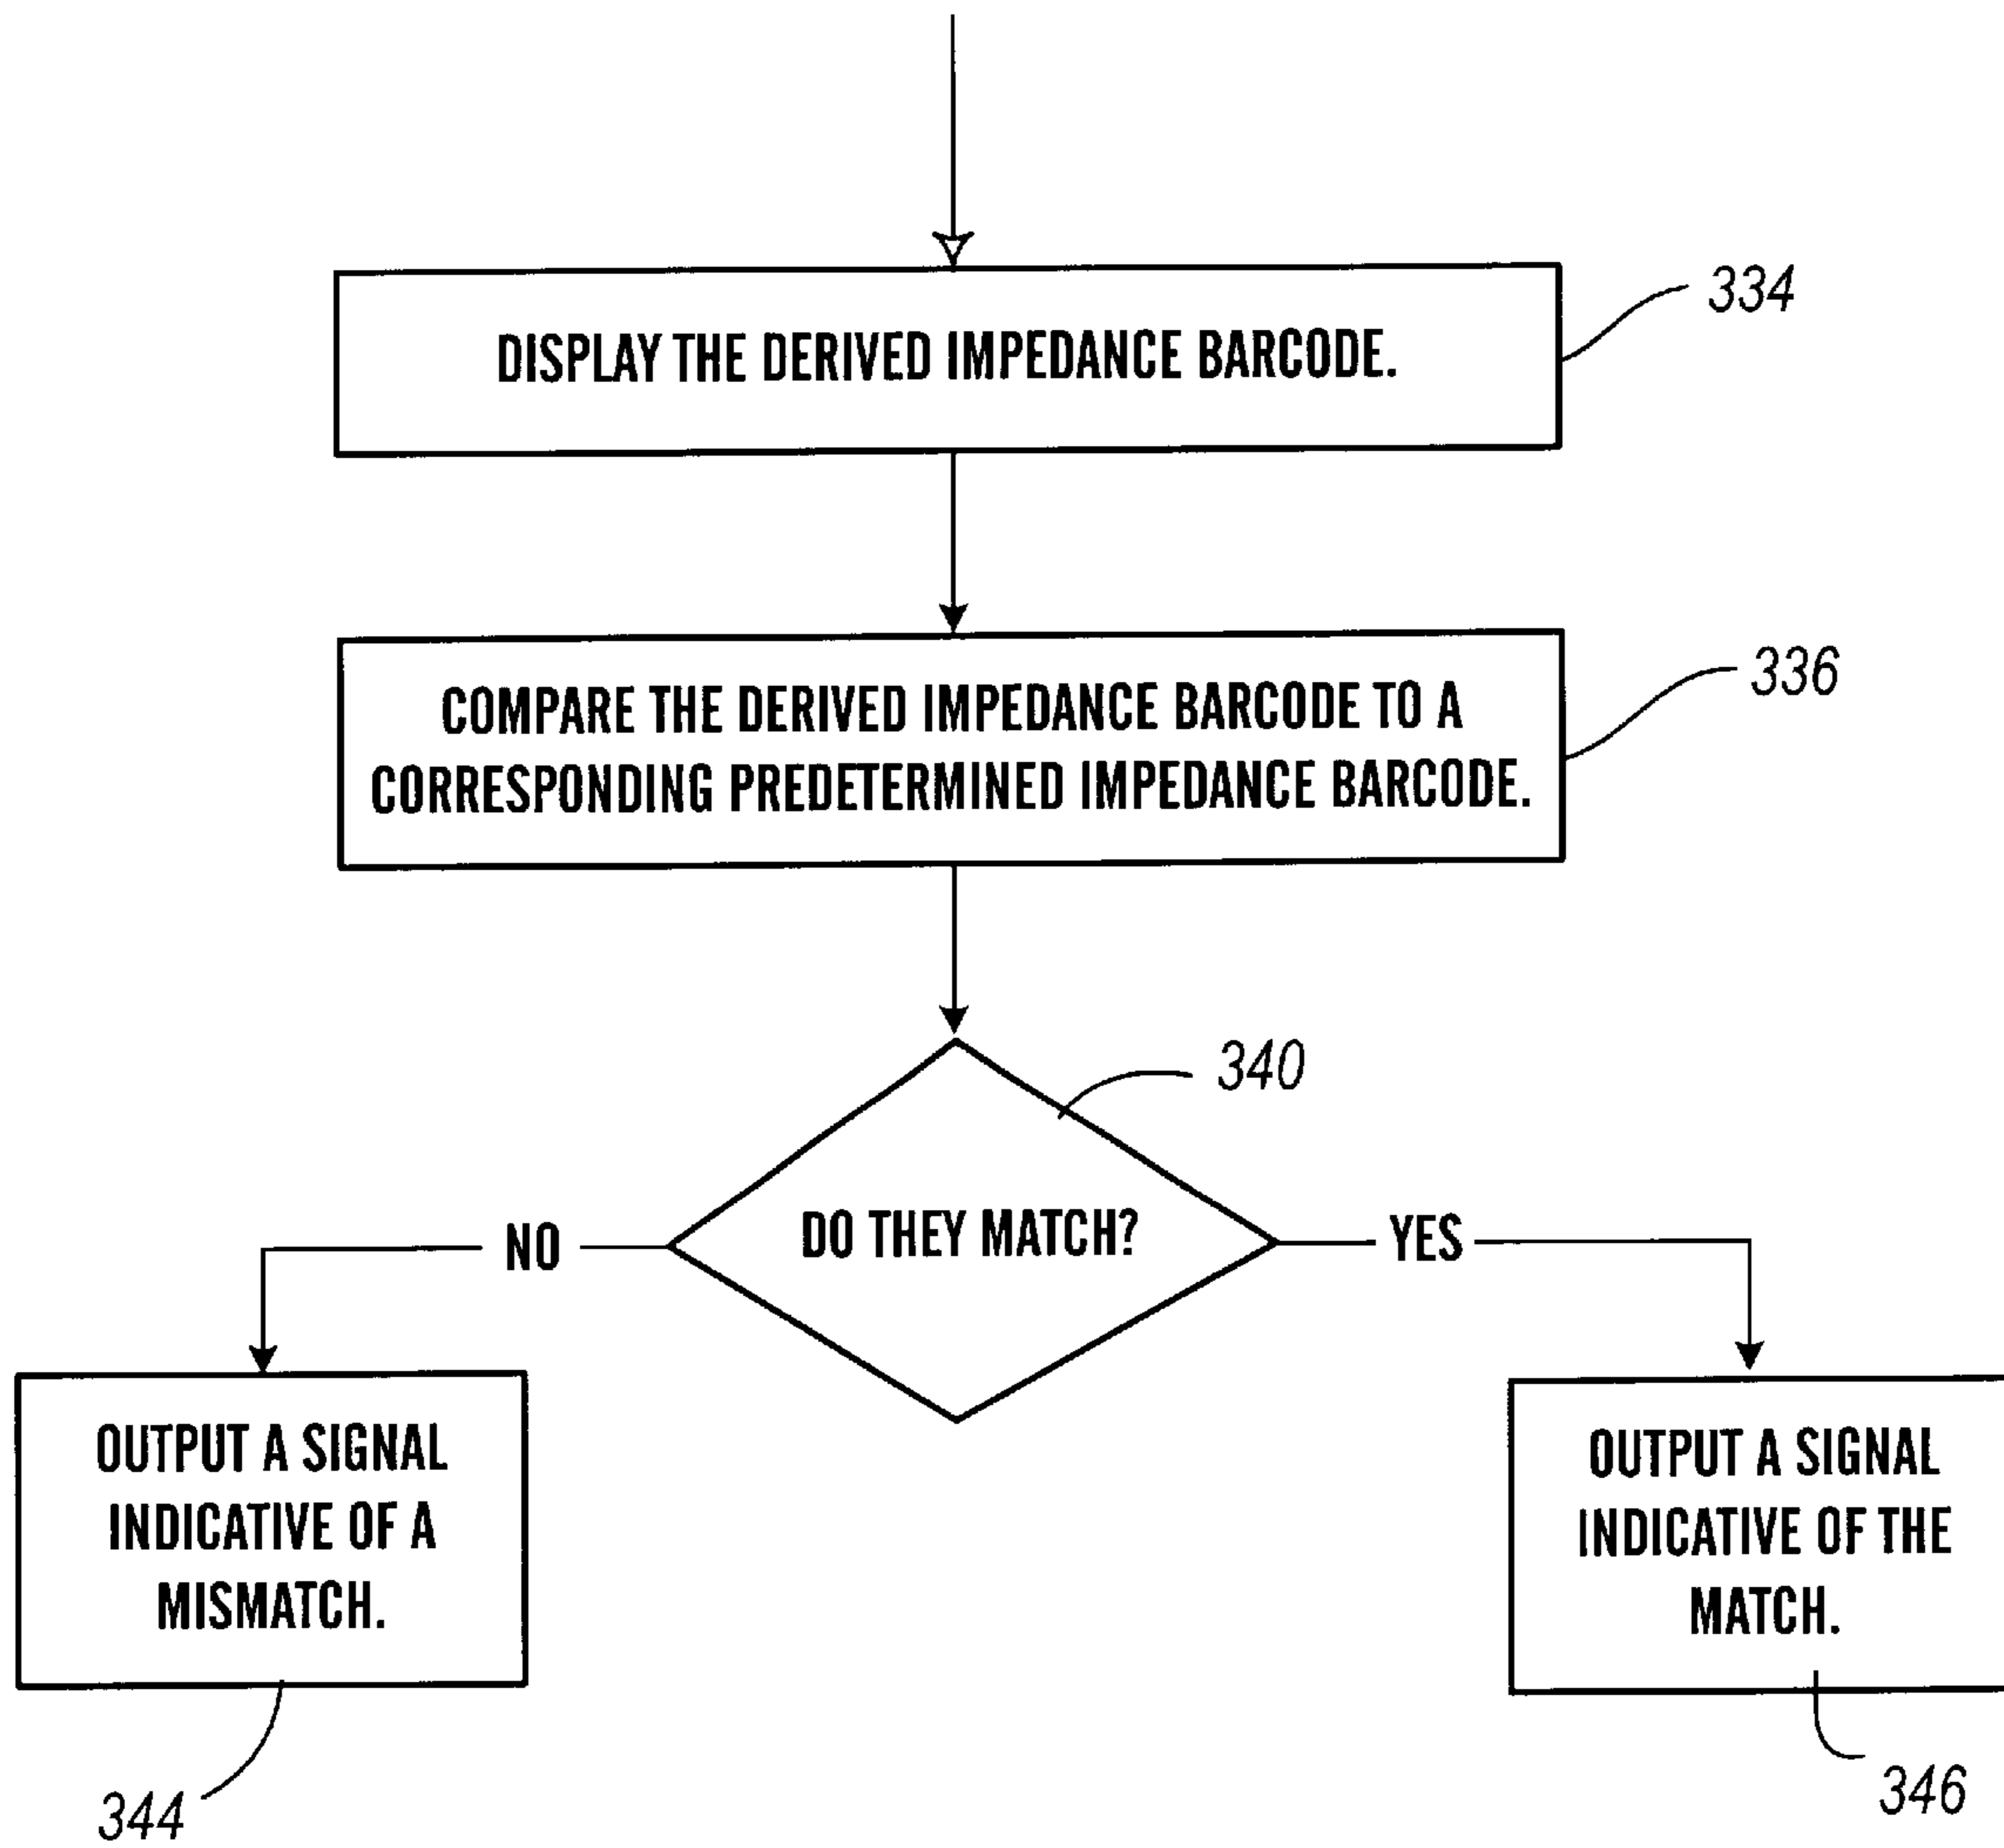 DISPLAY THE DERIVED IMPEDANCE BARCODE.
334
COMPARE THE DERIVED IMPEDANCE BARCODE TO A
CORRESPONDING PREDETERMINED IMPEDANCE BARCODE.
336
340
DO THEY MATCH?
NO
YES
OUTPUT A SIGNAL
INDICATIVE OF A
MISMATCH.
344
OUTPUT A SIGNAL
INDICATIVE OF THE
MATCH.
346